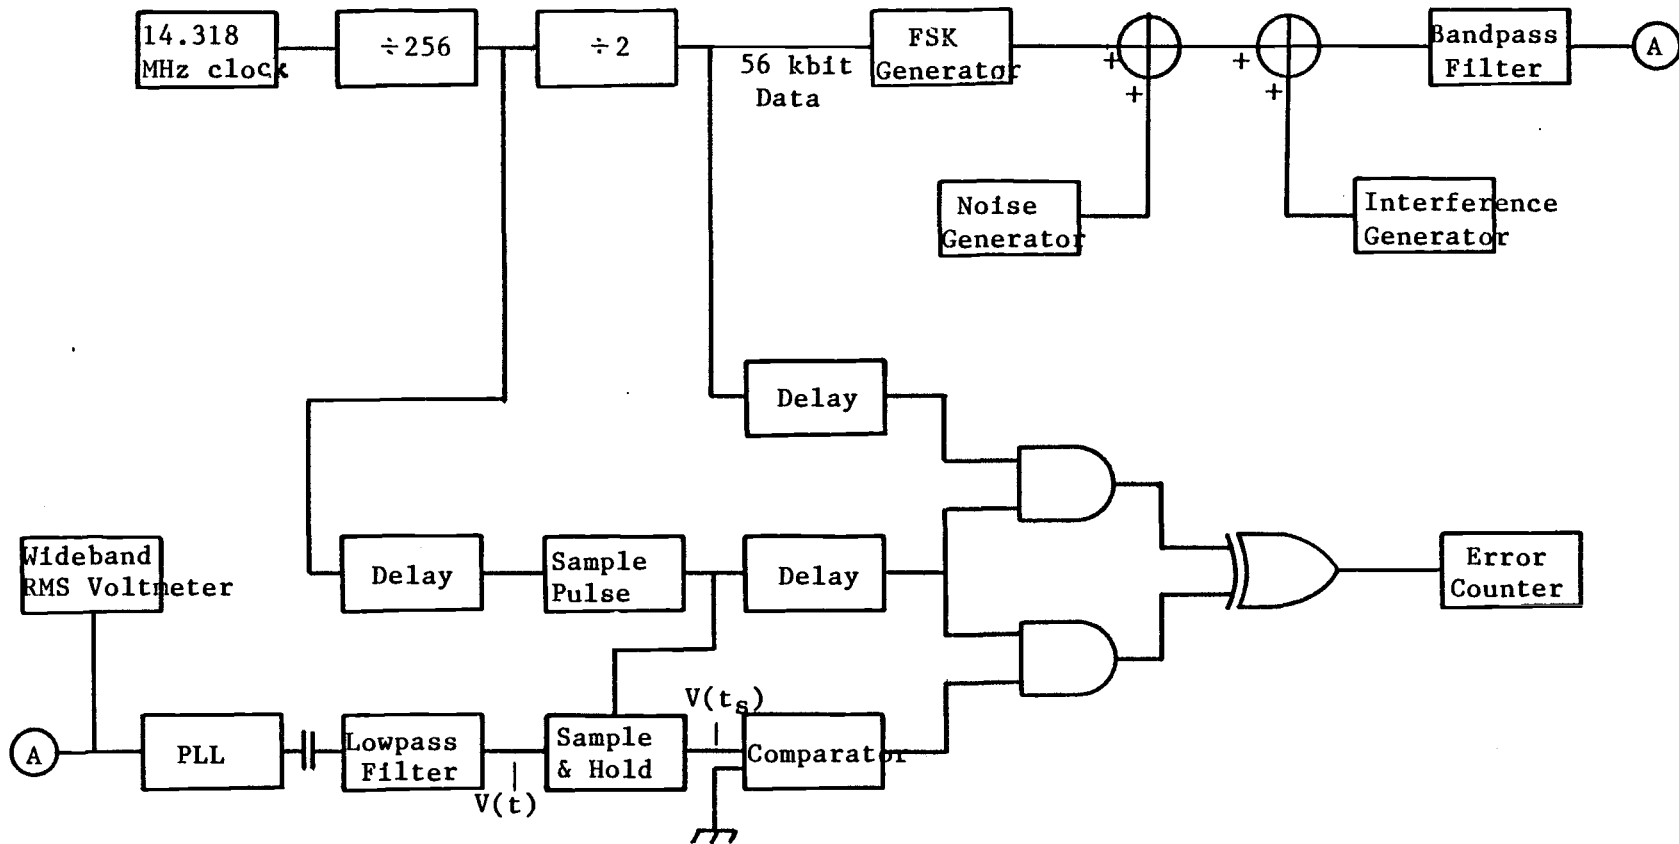 14.318
MHz clock
÷256
÷2
56 kbit
Data
FSK
Generator
+
+
+
+
Bandpass
Filter
A
Noise
Generator
Interference
Generator
Delay
Wideband
RMS Voltmeter
Delay
Sample
Pulse
Delay
Error
Counter
A
PLL
Lowpass
Filter
V(t)
Sample
& Hold
V(ts)
Comparator